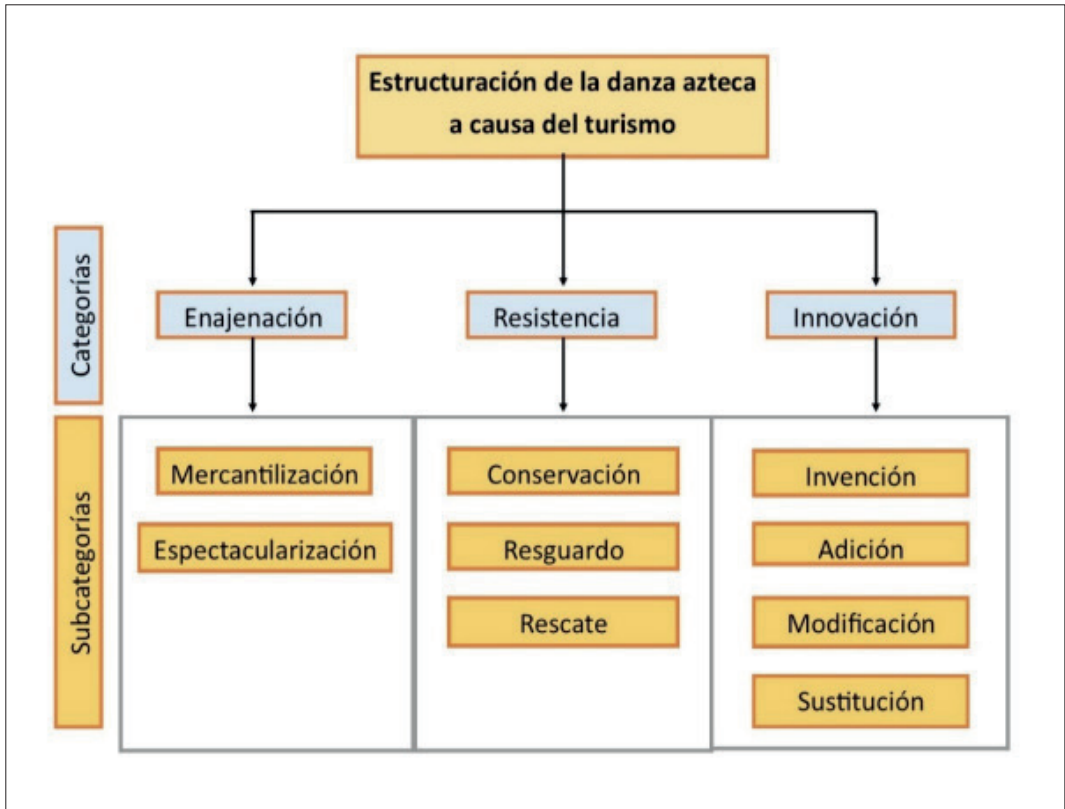 Estructuración de la danza azteca
a causa del turismo
Categorías
Enajenación
Resistencia
Innovación
Subcategorías
Mercantilización
Espectacularización
Conservación
Resguardo
Rescate
Invención
Adición
Modificación
Sustitución